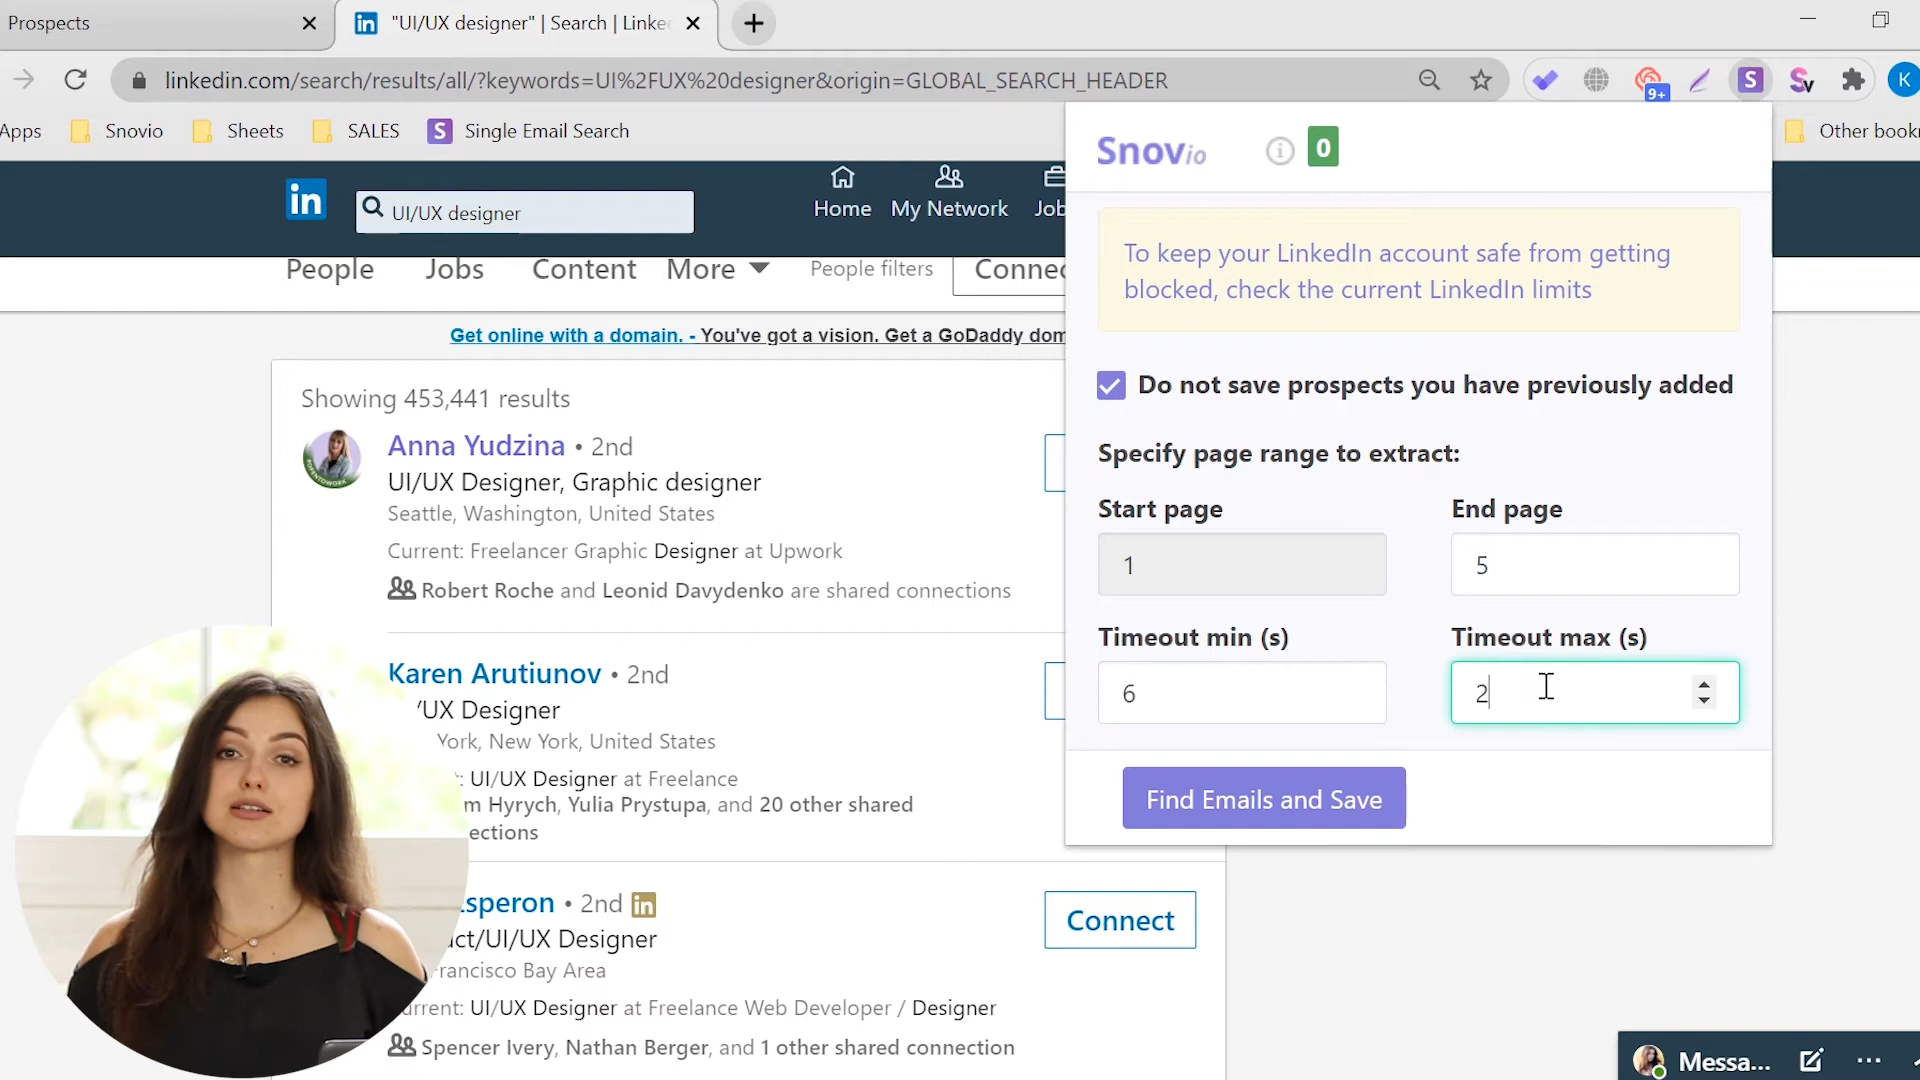 Prospects
"UI/UX designer" | Search | Linke
linkedin.com/search/results/all/?keywords=UI%2FUX%20designer&origin=GLOBAL_SEARCH_HEADER
9+
S
Sv
K
Apps
Snovio
Sheets
SALES
S
Single Email Search
Other book
in
UI/UX designer
Home
My Network
Job
People
Jobs
Content
More
People filters
Connec
Get online with a domain. - You've got a vision. Get a GoDaddy dom
Showing 453,441 results
Anna Yudzina • 2nd
UI/UX Designer, Graphic designer
Seattle, Washington, United States
Current: Freelancer Graphic Designer at Upwork
Robert Roche and Leonid Davydenko are shared connections
Karen Arutiunov • 2nd
/UX Designer
York, New York, United States
: UI/UX Designer at Freelance
m Hyrych, Yulia Prystupa, and 20 other shared
ections
speron • 2nd in
ct/UI/UX Designer
rancisco Bay Area
rrent: UI/UX Designer at Freelance Web Developer / Designer
Spencer Ivery, Nathan Berger, and 1 other shared connection
Connect
Snovio
0
To keep your LinkedIn account safe from getting
blocked, check the current LinkedIn limits
Do not save prospects you have previously added
Specify page range to extract:
Start page
End page
1
5
Timeout min (s)
Timeout max (s)
6
2
Find Emails and Save
Messa...